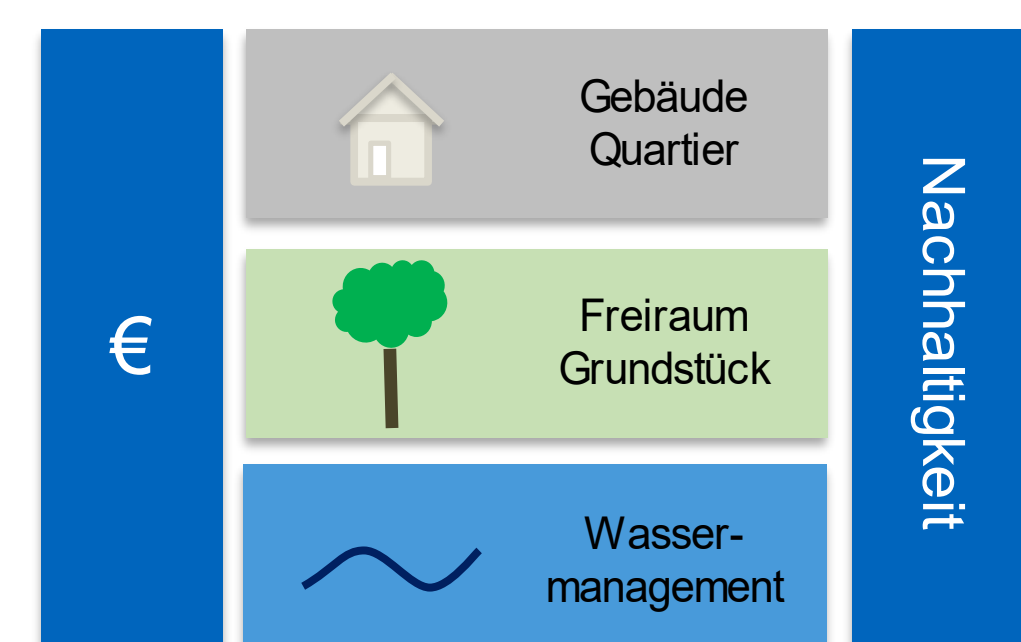 €
Gebäude
Quartier
Freiraum
Grundstück
Wasser-
management
Nachhaltigkeit